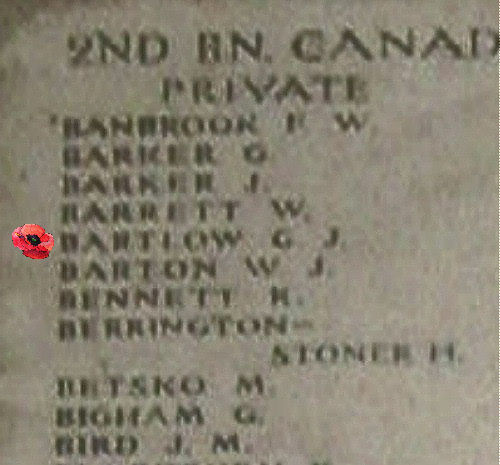 2ND BN. CANAD
PRIVATE
BANBROOK F. W.
BARKER G.
BARKER J.
BARRETT W.
BARTLOW G. J.
BARTON W. J.
BENNETT R.
BERRINGTON-
STONER H.
BETSKO M.
BIGHAM G.
BIRD J. M.